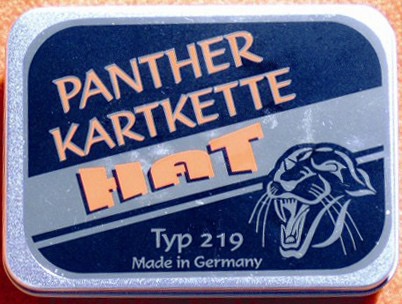 PANTHER
KARTKETTE
HAT
Typ 219
Made in Germany